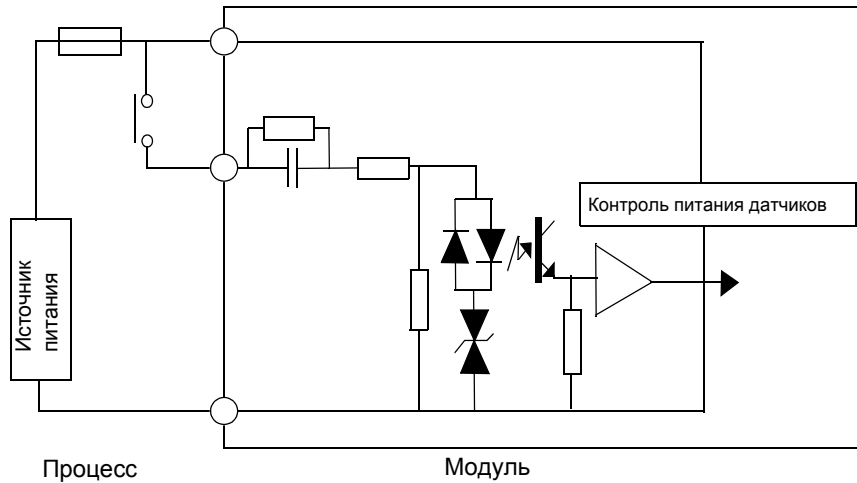 Контроль питания датчиков
Источник
питания
Процесс
Модуль